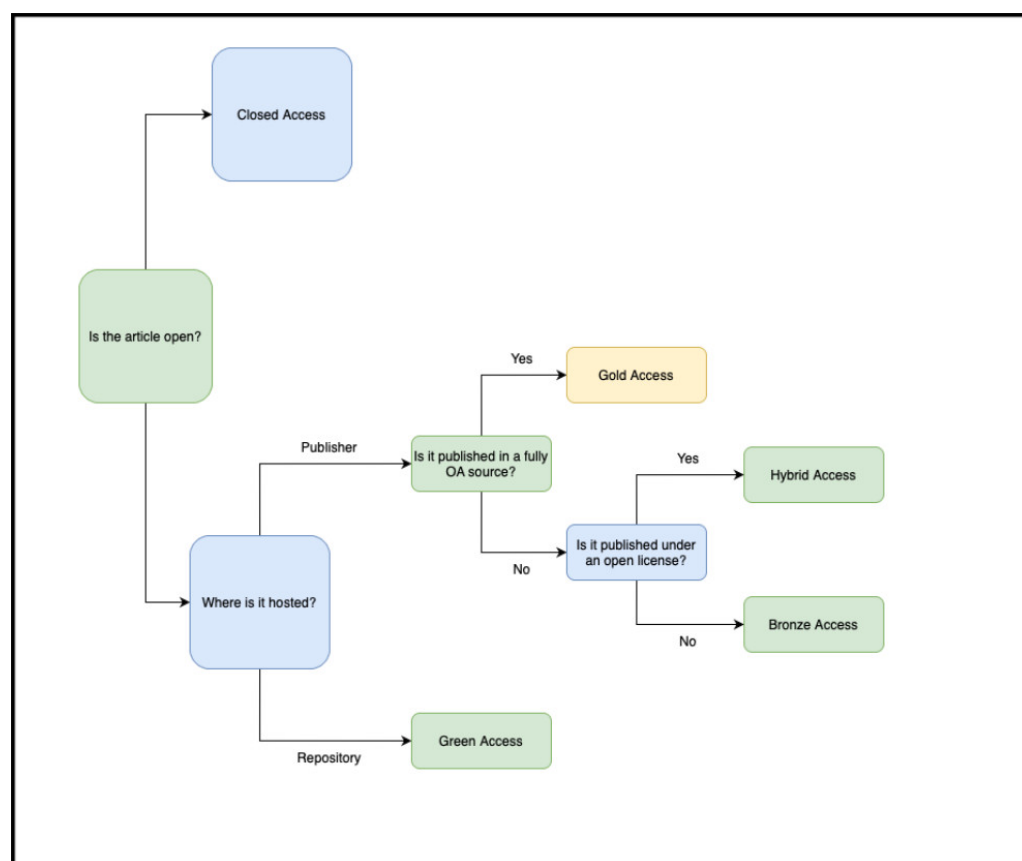 Closed Access
Is the article open?
Yes
Gold Access
Publisher
Is it published in a fully
OA source?
Yes
Hybrid Access
No
Is it published under
an open license?
Where is it hosted?
No
Bronze Access
Repository
Green Access